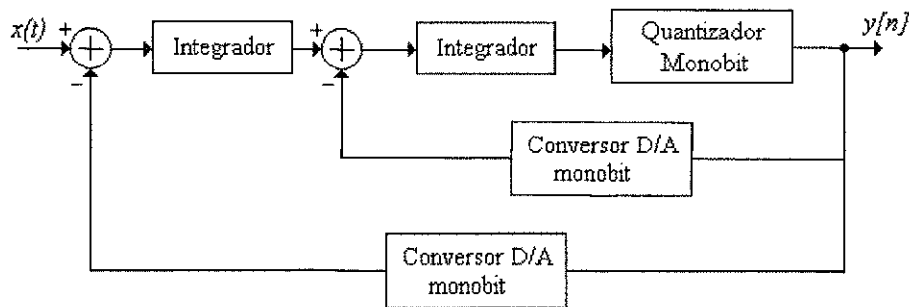 x(t)
+
Integrador
+
Integrador
Quantizador
Monobit
y[n]
−
−
Conversor D/A
monobit
Conversor D/A
monobit